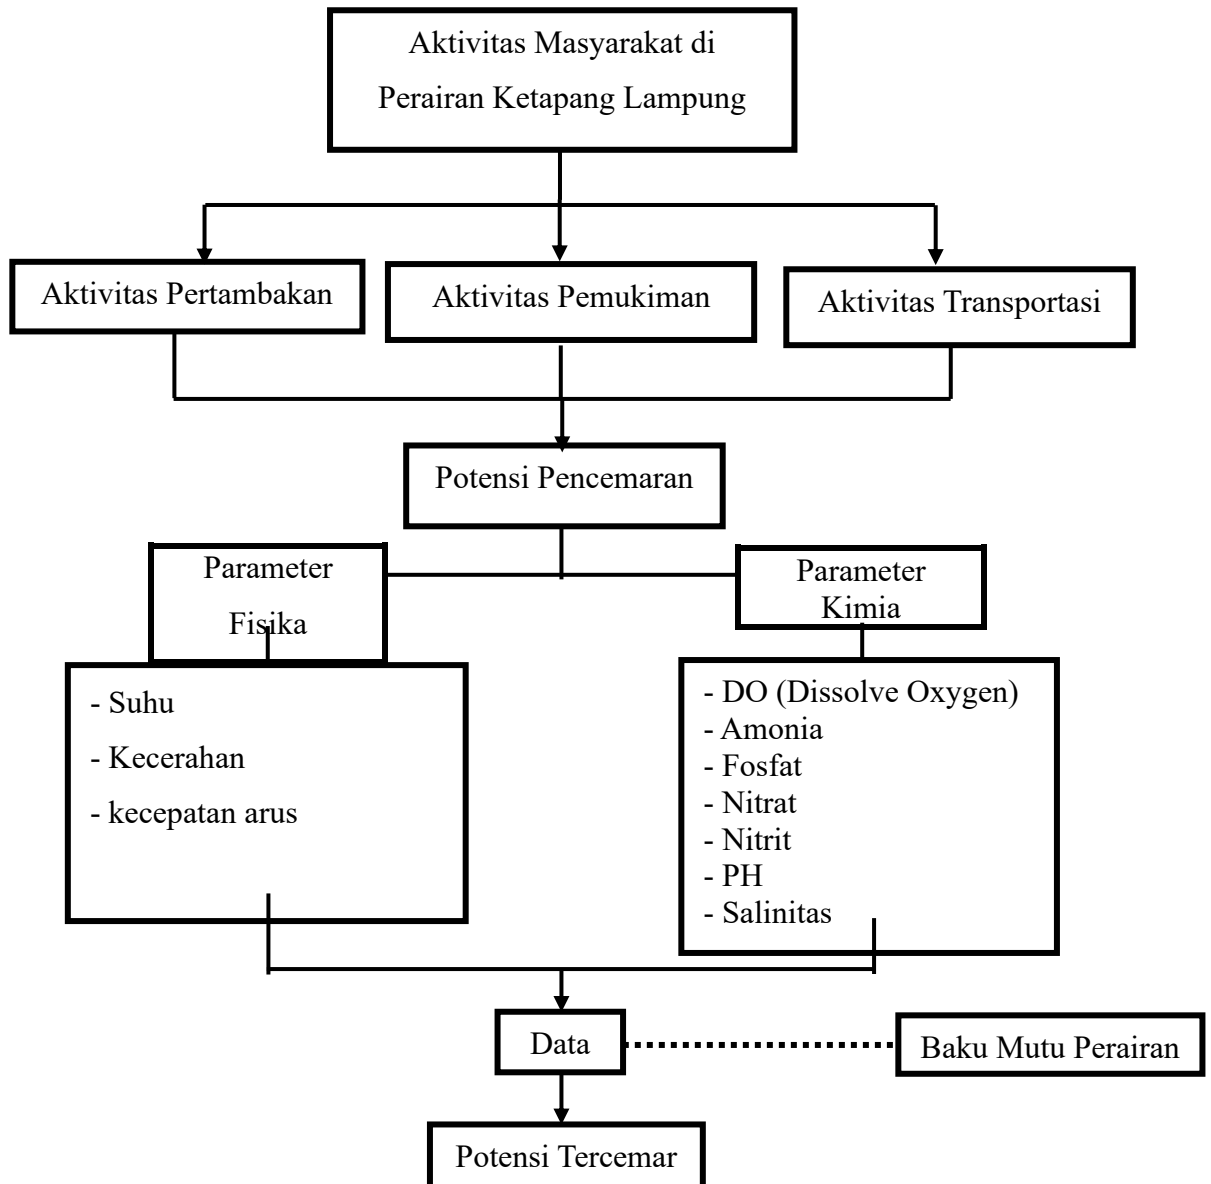 Aktivitas Masyarakat di
Perairan Ketapang Lampung
Aktivitas Pertambakan
Aktivitas Pemukiman
Aktivitas Transportasi
Potensi Pencemaran
Parameter
Fisika
Parameter
Kimia
- Suhu
- Kecerahan
- kecepatan arus
- DO (Dissolve Oxygen)
- Amonia
- Fosfat
- Nitrat
- Nitrit
- PH
- Salinitas
Data
Baku Mutu Perairan
Potensi Tercemar